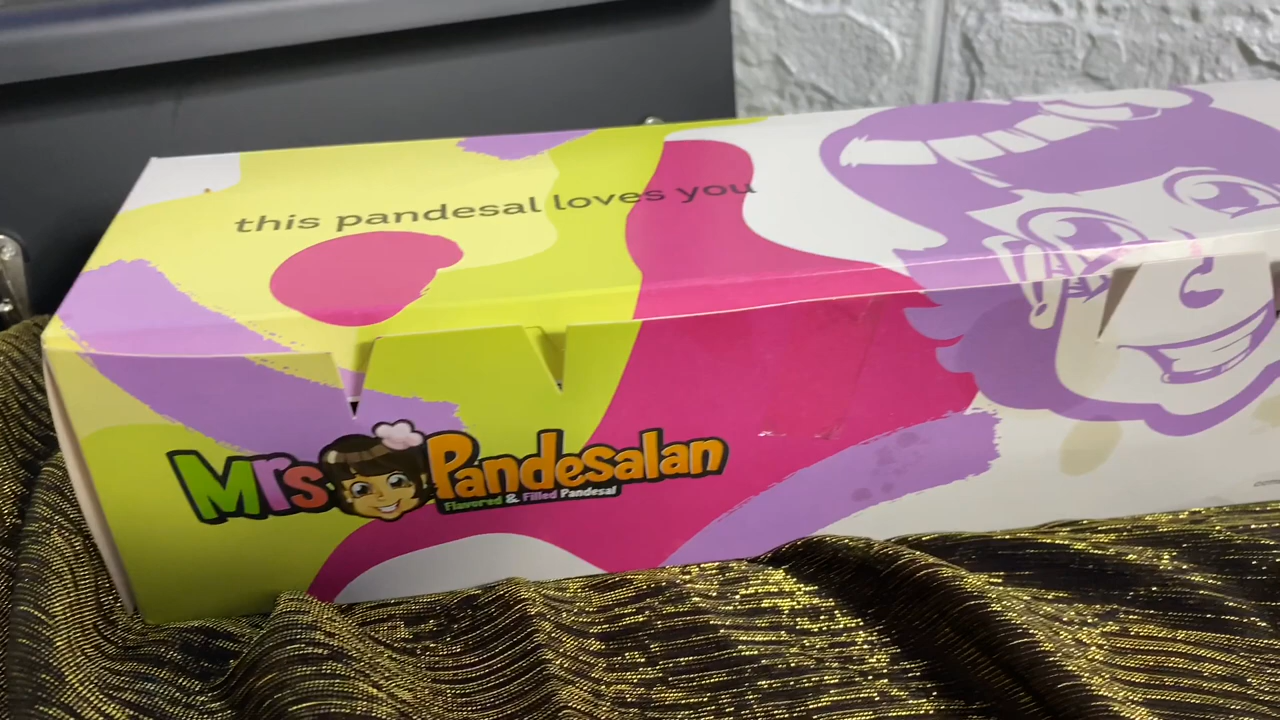 this pandesal loves you
Mrs Pandesalan
Flavored & Filled Pandesal